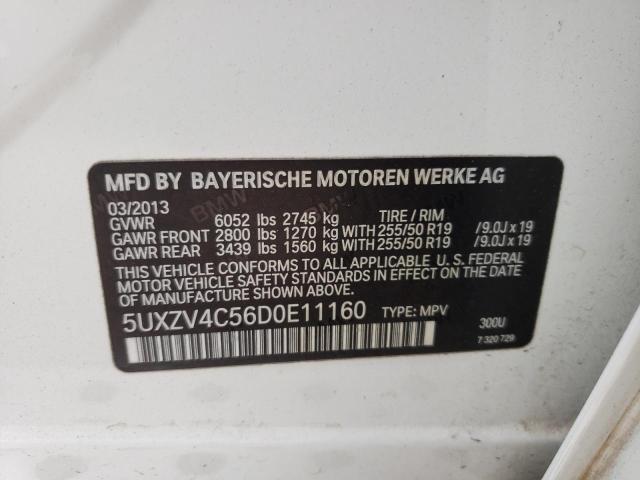 MFD BY BAYERISCHE MOTOREN WERKE AG
03/2013
GVWR 6052 lbs 2745 kg TIRE / RIM
GAWR FRONT 2800 lbs 1270 kg WITH 255/50 R19 / 9.0J x 19
GAWR REAR 3439 lbs 1560 kg WITH 255/50 R19 / 9.0J x 19
THIS VEHICLE CONFORMS TO ALL APPLICABLE U. S. FEDERAL
MOTOR VEHICLE SAFETY STANDARDS IN EFFECT ON THE DATE
OF MANUFACTURE SHOWN ABOVE.
5UXZV4C56D0E11160 TYPE: MPV 300U
7 320 729